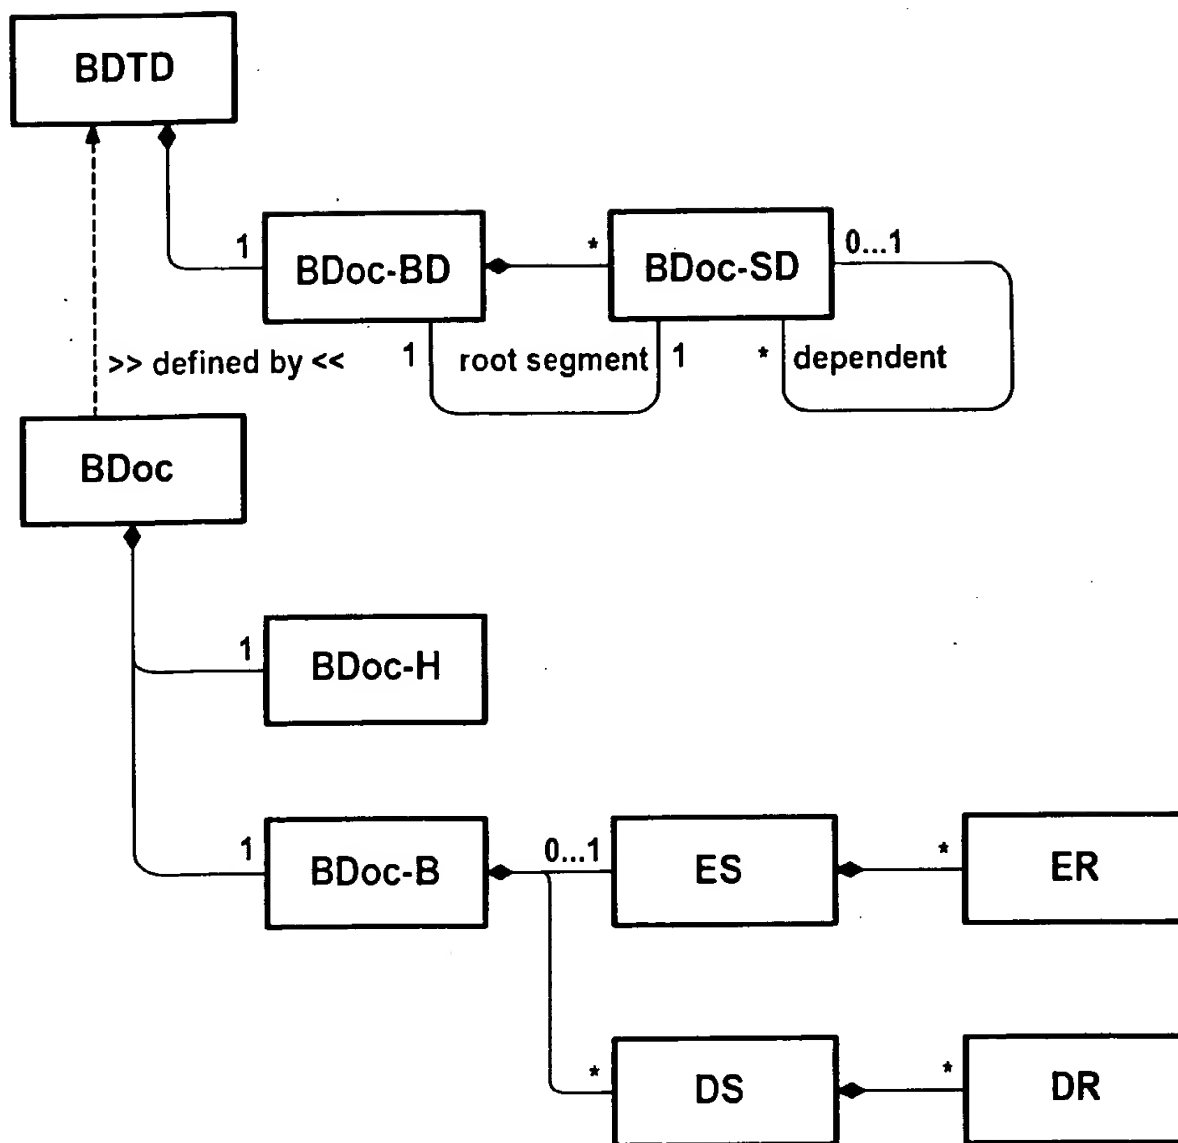 BDTD
1 BDoc-BD * BDoc-SD 0...1
>> defined by << 1 root segment 1 * dependent
BDoc
1 BDoc-H
1 BDoc-B 0...1 ES * ER
* DS * DR